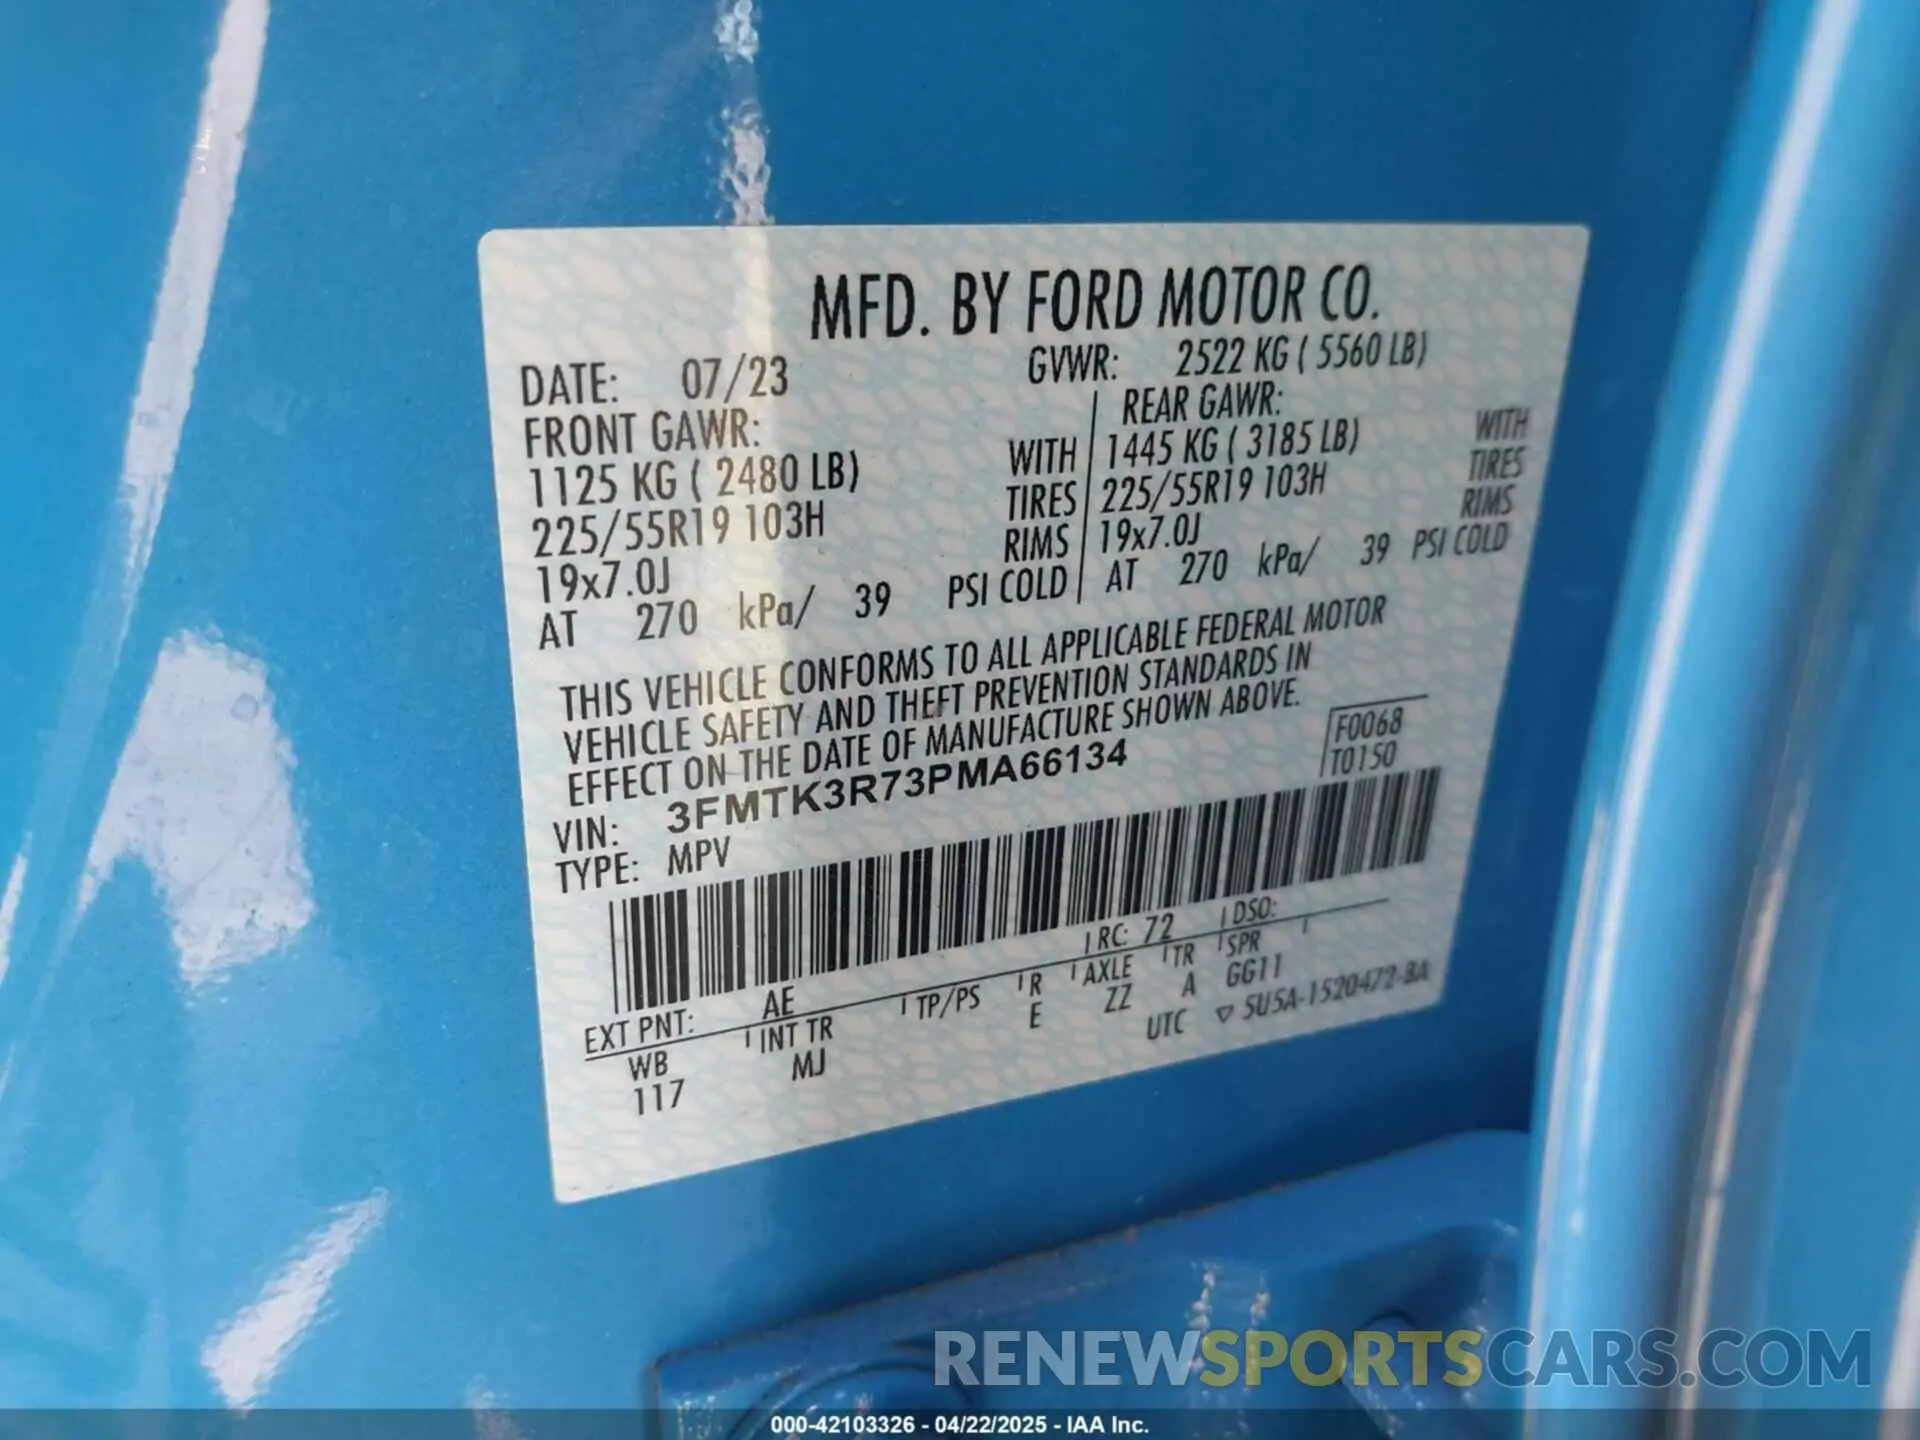 MFD. BY FORD MOTOR CO.
DATE: 07/23 GVWR: 2522 KG ( 5560 LB)
FRONT GAWR: REAR GAWR:
1125 KG ( 2480 LB) WITH 1445 KG ( 3185 LB) WITH
225/55R19 103H TIRES 225/55R19 103H TIRES
19x7.0J RIMS 19x7.0J RIMS
AT 270 kPa/ 39 PSI COLD AT 270 kPa/ 39 PSI COLD
THIS VEHICLE CONFORMS TO ALL APPLICABLE FEDERAL MOTOR
VEHICLE SAFETY AND THEFT PREVENTION STANDARDS IN
EFFECT ON THE DATE OF MANUFACTURE SHOWN ABOVE.
F0068
VIN: 3FMTK3R73PMA66134 T0150
TYPE: MPV
EXT PNT: AE RC: 72 DSO:
WB INT TR TP/PS R AXLE TR SPR
117 MJ E ZZ A GG11
UTC ▽ 5U5A-1520472-BA
RENEWSPORTSCARS.COM
000-42103326 - 04/22/2025 - IAA Inc.